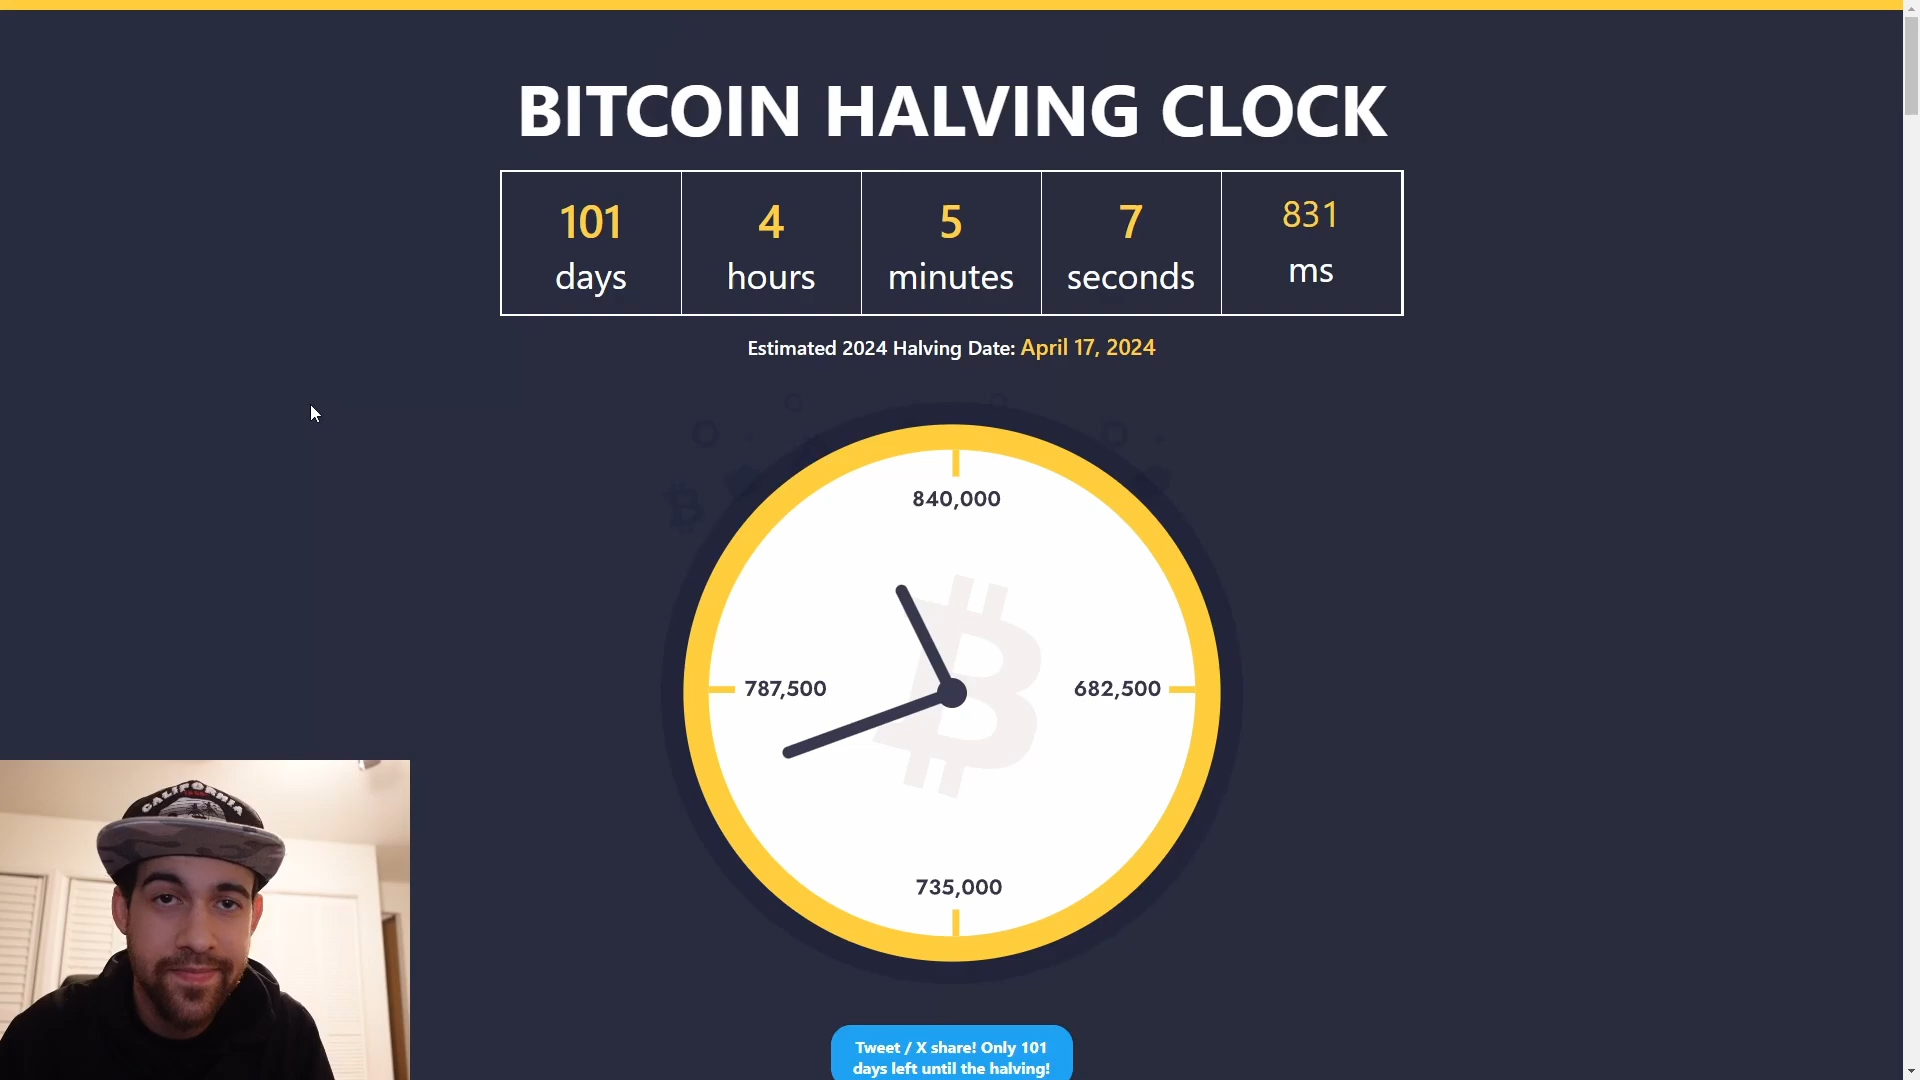 BITCOIN HALVING CLOCK
101 4 5 7 831
days hours minutes seconds ms
Estimated 2024 Halving Date: April 17, 2024
840,000
787,500 682,500
735,000
Tweet / X share! Only 101
days left until the halving!
CALIFORNIA